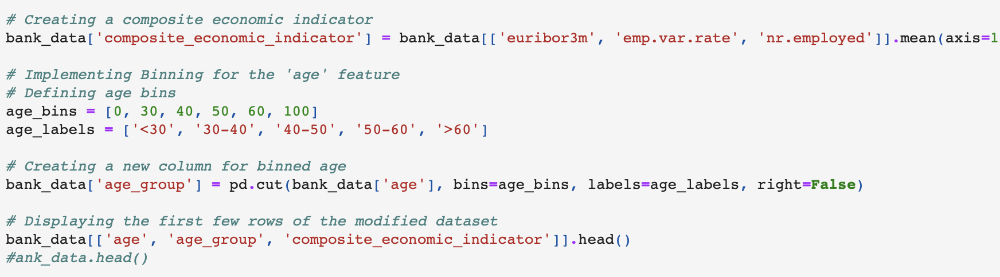 # Creating a composite economic indicator
bank_data['composite_economic_indicator'] = bank_data[['euribor3m', 'emp.var.rate', 'nr.employed']].mean(axis=1
# Implementing Binning for the 'age' feature
# Defining age bins
age_bins = [0, 30, 40, 50, 60, 100]
age_labels = ['<30', '30-40', '40-50', '50-60', '>60']
# Creating a new column for binned age
bank_data['age_group'] = pd.cut(bank_data['age'], bins=age_bins, labels=age_labels, right=False)
# Displaying the first few rows of the modified dataset
bank_data[['age', 'age_group', 'composite_economic_indicator']].head()
#ank_data.head()